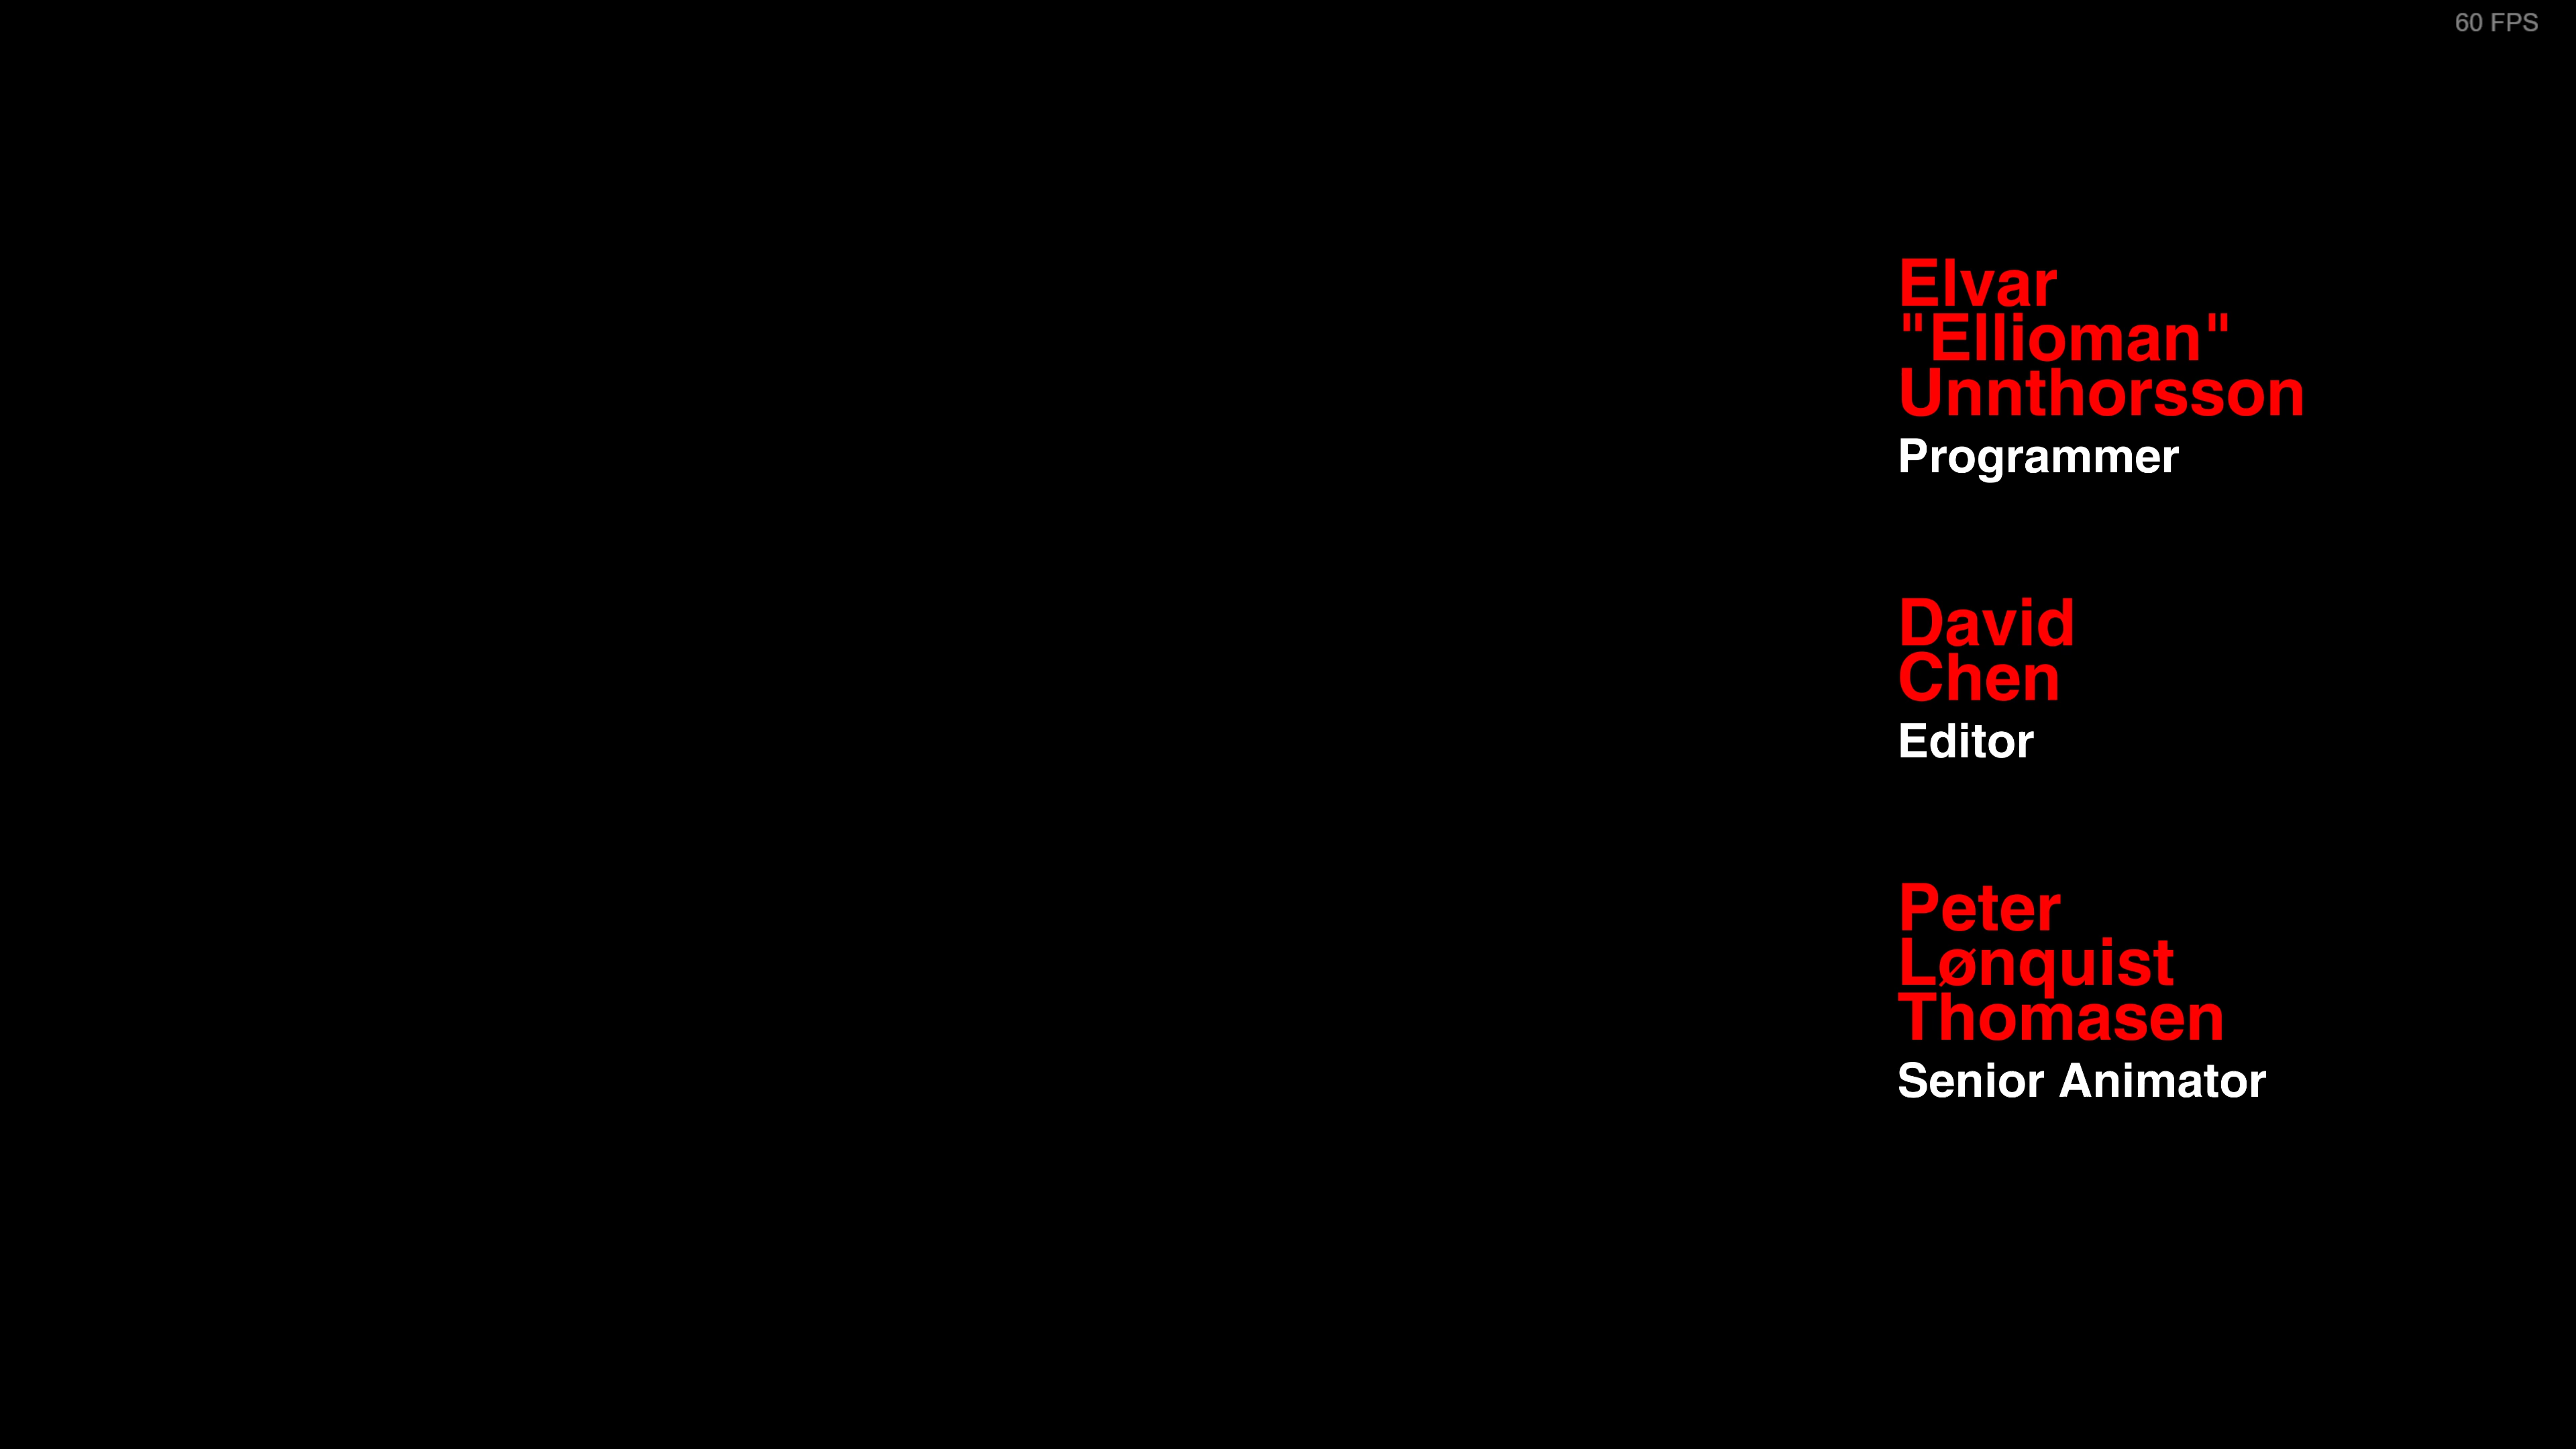 60 FPS
Elvar
"Ellioman"
Unnthorsson
Programmer
David
Chen
Editor
Peter
Lønquist
Thomasen
Senior Animator